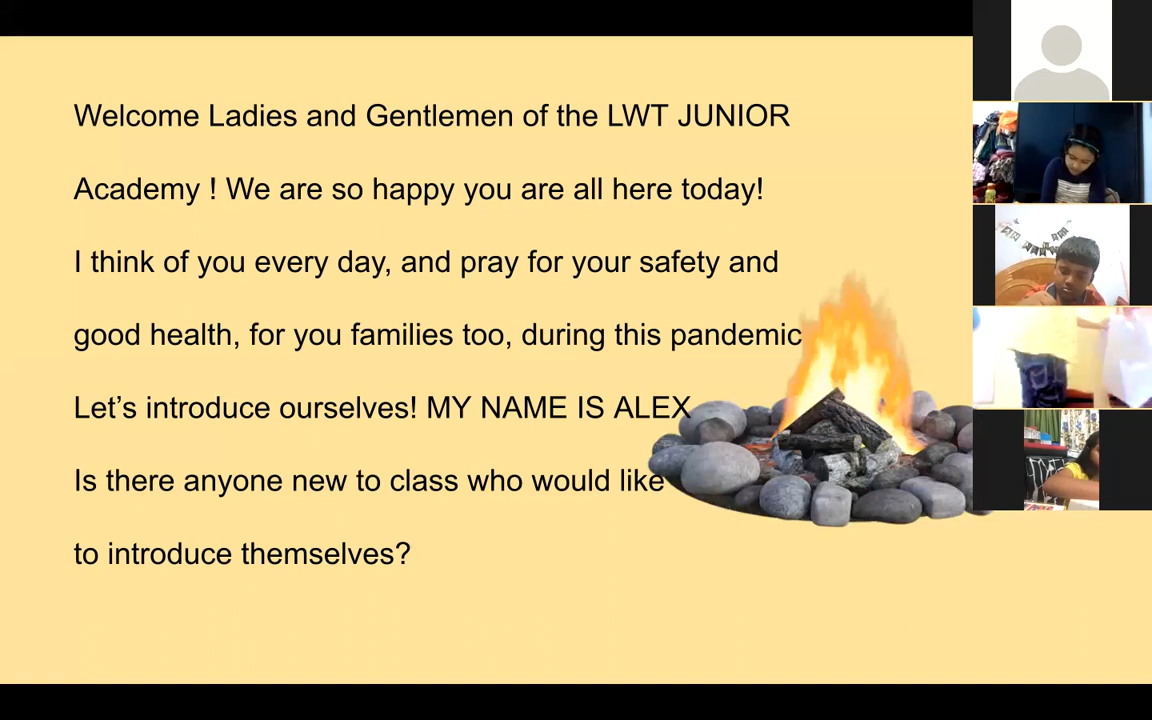 Welcome Ladies and Gentlemen of the LWT JUNIOR
Academy ! We are so happy you are all here today!
I think of you every day, and pray for your safety and
good health, for you families too, during this pandemic
Let’s introduce ourselves! MY NAME IS ALEX
Is there anyone new to class who would like
to introduce themselves?